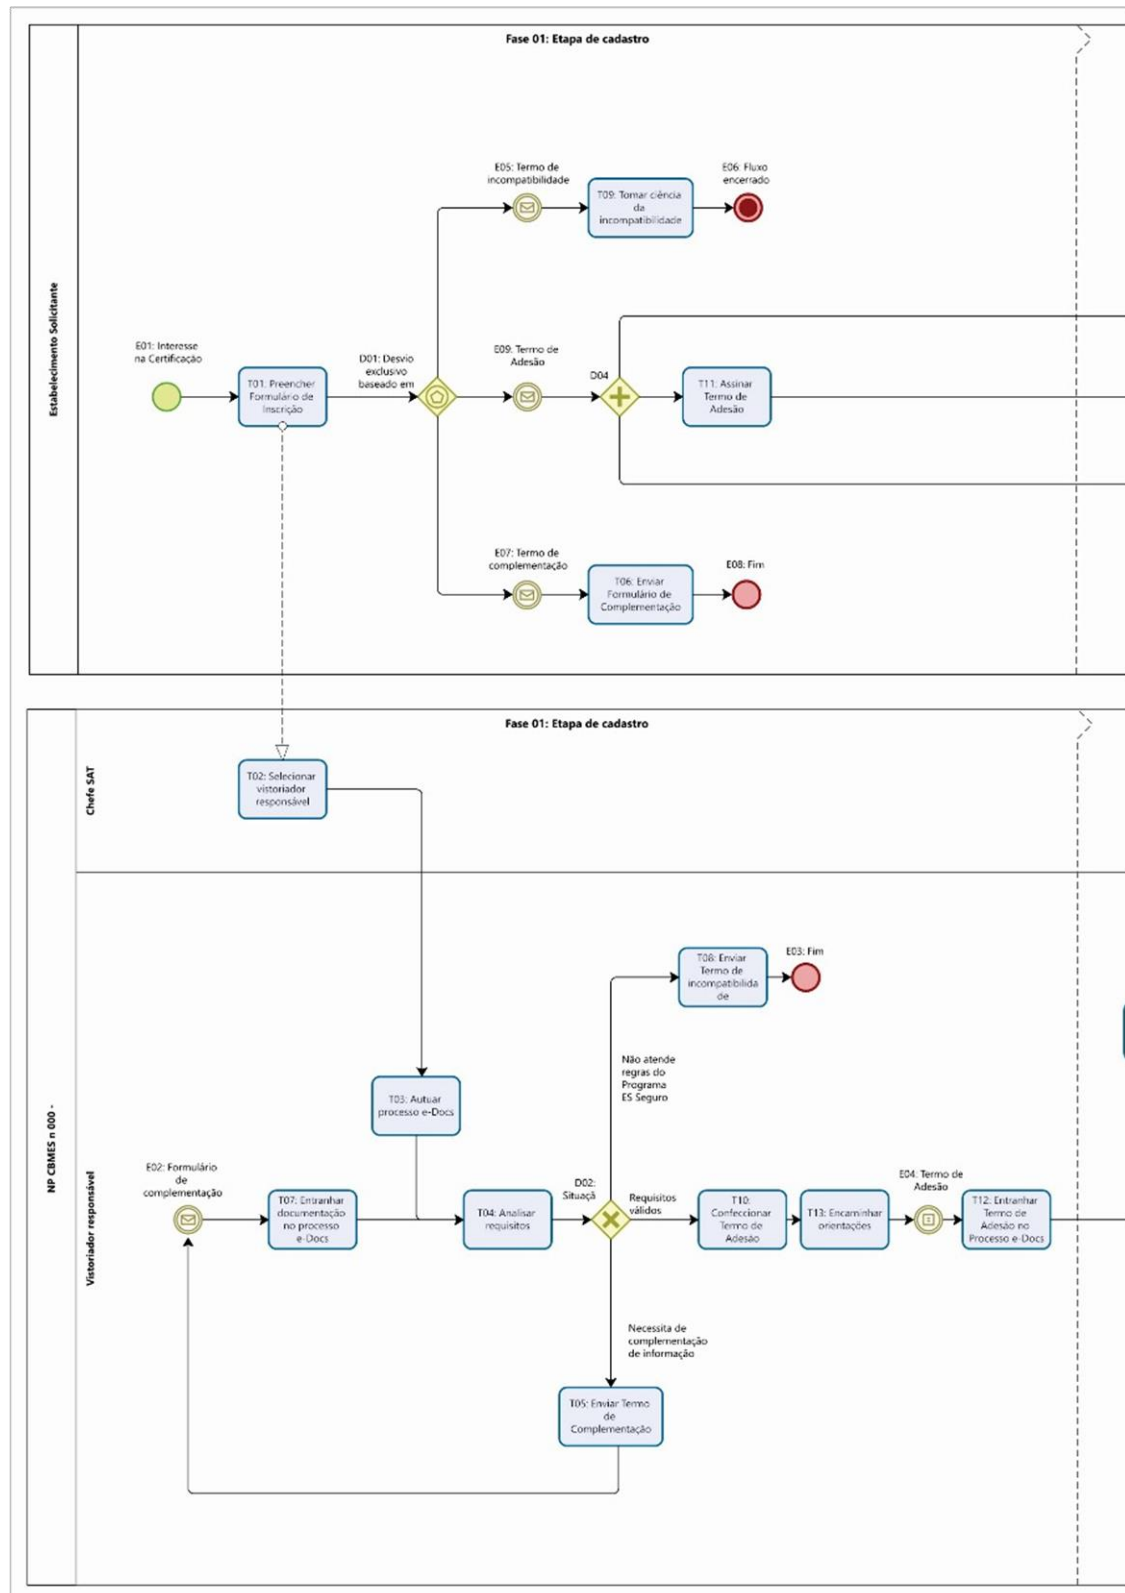 Fase 01: Etapa de cadastro
Estabelecimento Solicitante
E05: Termo de
incompatibilidade
T09: Tomar ciência
da
incompatibilidade
E06: Fluxo
encerrado
E01: Interesse
na Certificação
T01: Preencher
Formulário de
Inscrição
D01: Desvio
exclusivo
baseado em
E09: Termo de
Adesão
D04
T11: Assinar
Termo de
Adesão
E07: Termo de
complementação
T06: Enviar
Formulário de
Complementação
E08: Fim
Fase 01: Etapa de cadastro
NP CBMES n 000 -
Chefe SAT
T02: Selecionar
vistoriador
responsável
Vistoriador responsável
T08: Enviar
Termo de
incompatibilida
de
E03: Fim
Não atende
regras do
Programa
ES Seguro
T03: Autuar
processo e-Docs
E02: Formulário
de
complementação
T07: Entranhar
documentação
no processo
e-Docs
T04: Analisar
requisitos
D02:
Situaçã
Requisitos
válidos
T10:
Confeccionar
Termo de
Adesão
T13: Encaminhar
orientações
E04: Termo de
Adesão
T12: Entranhar
Termo de
Adesão no
Processo e-Docs
Necessita de
complementação
de informação
T05: Enviar Termo
de
Complementação